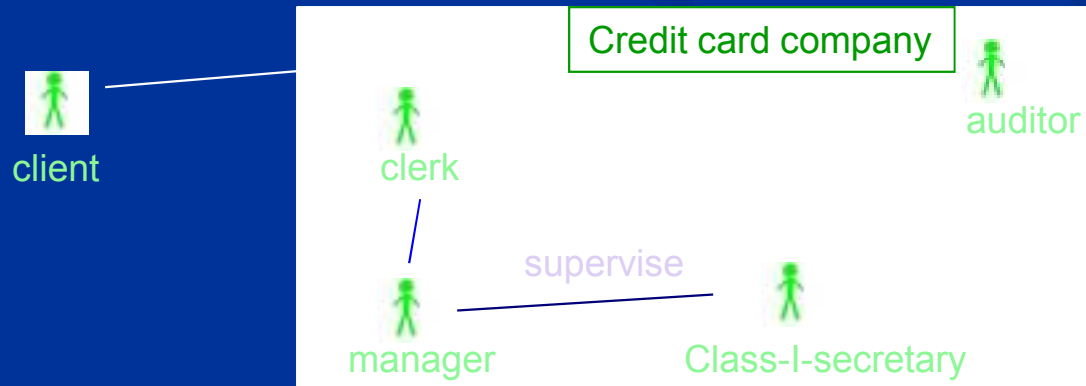 Credit card company
auditor
client
clerk
supervise
manager
Class-I-secretary